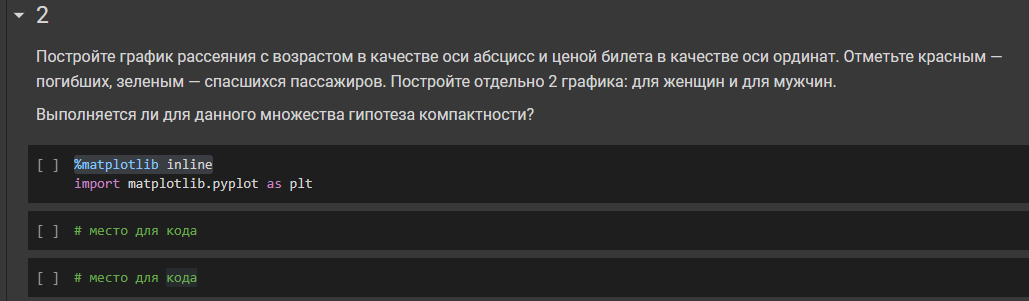 2
Постройте график рассеяния с возрастом в качестве оси абсцисс и ценой билета в качестве оси ординат. Отметьте красным —
погибших, зеленым — спасшихся пассажиров. Постройте отдельно 2 графика: для женщин и для мужчин.
Выполняется ли для данного множества гипотеза компактности?
[ ] %matplotlib inline
import matplotlib.pyplot as plt
[ ] # место для кода
[ ] # место для кода